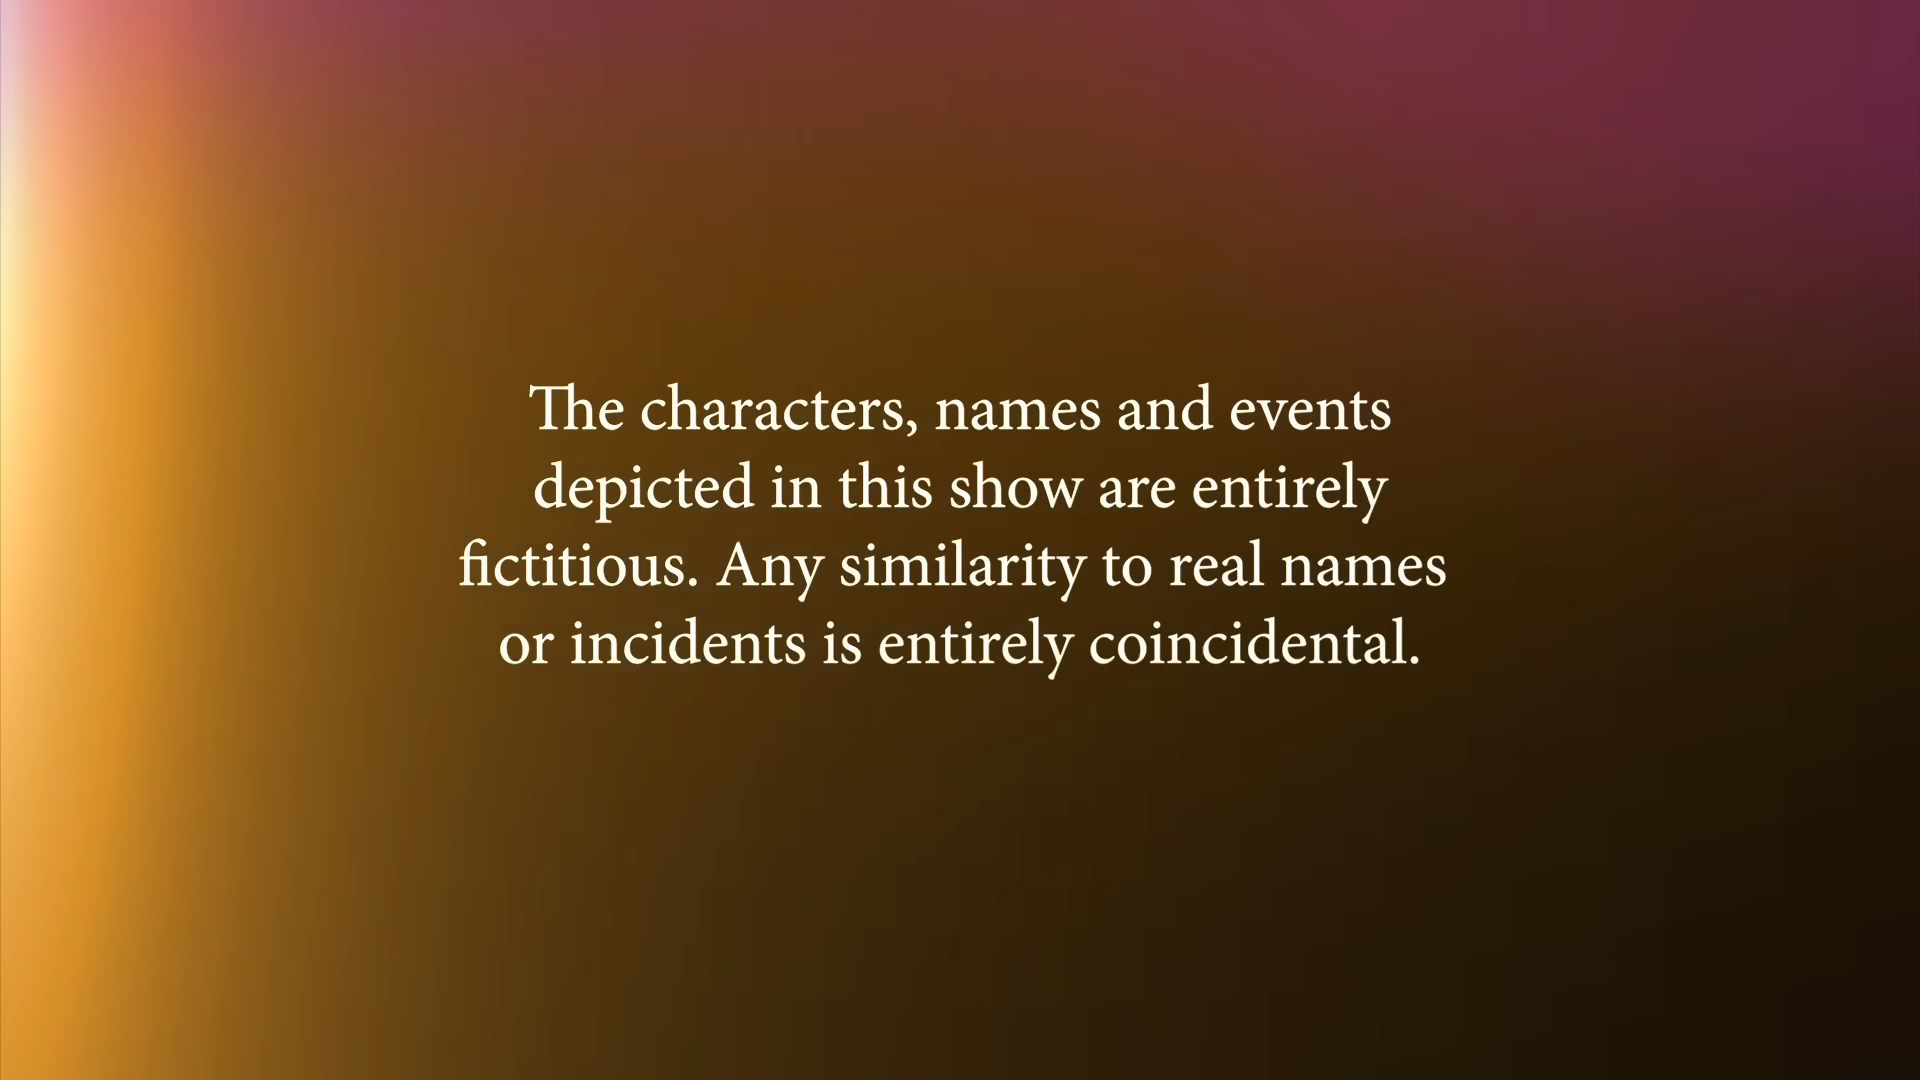 The characters, names and events
depicted in this show are entirely
fictitious. Any similarity to real names
or incidents is entirely coincidental.